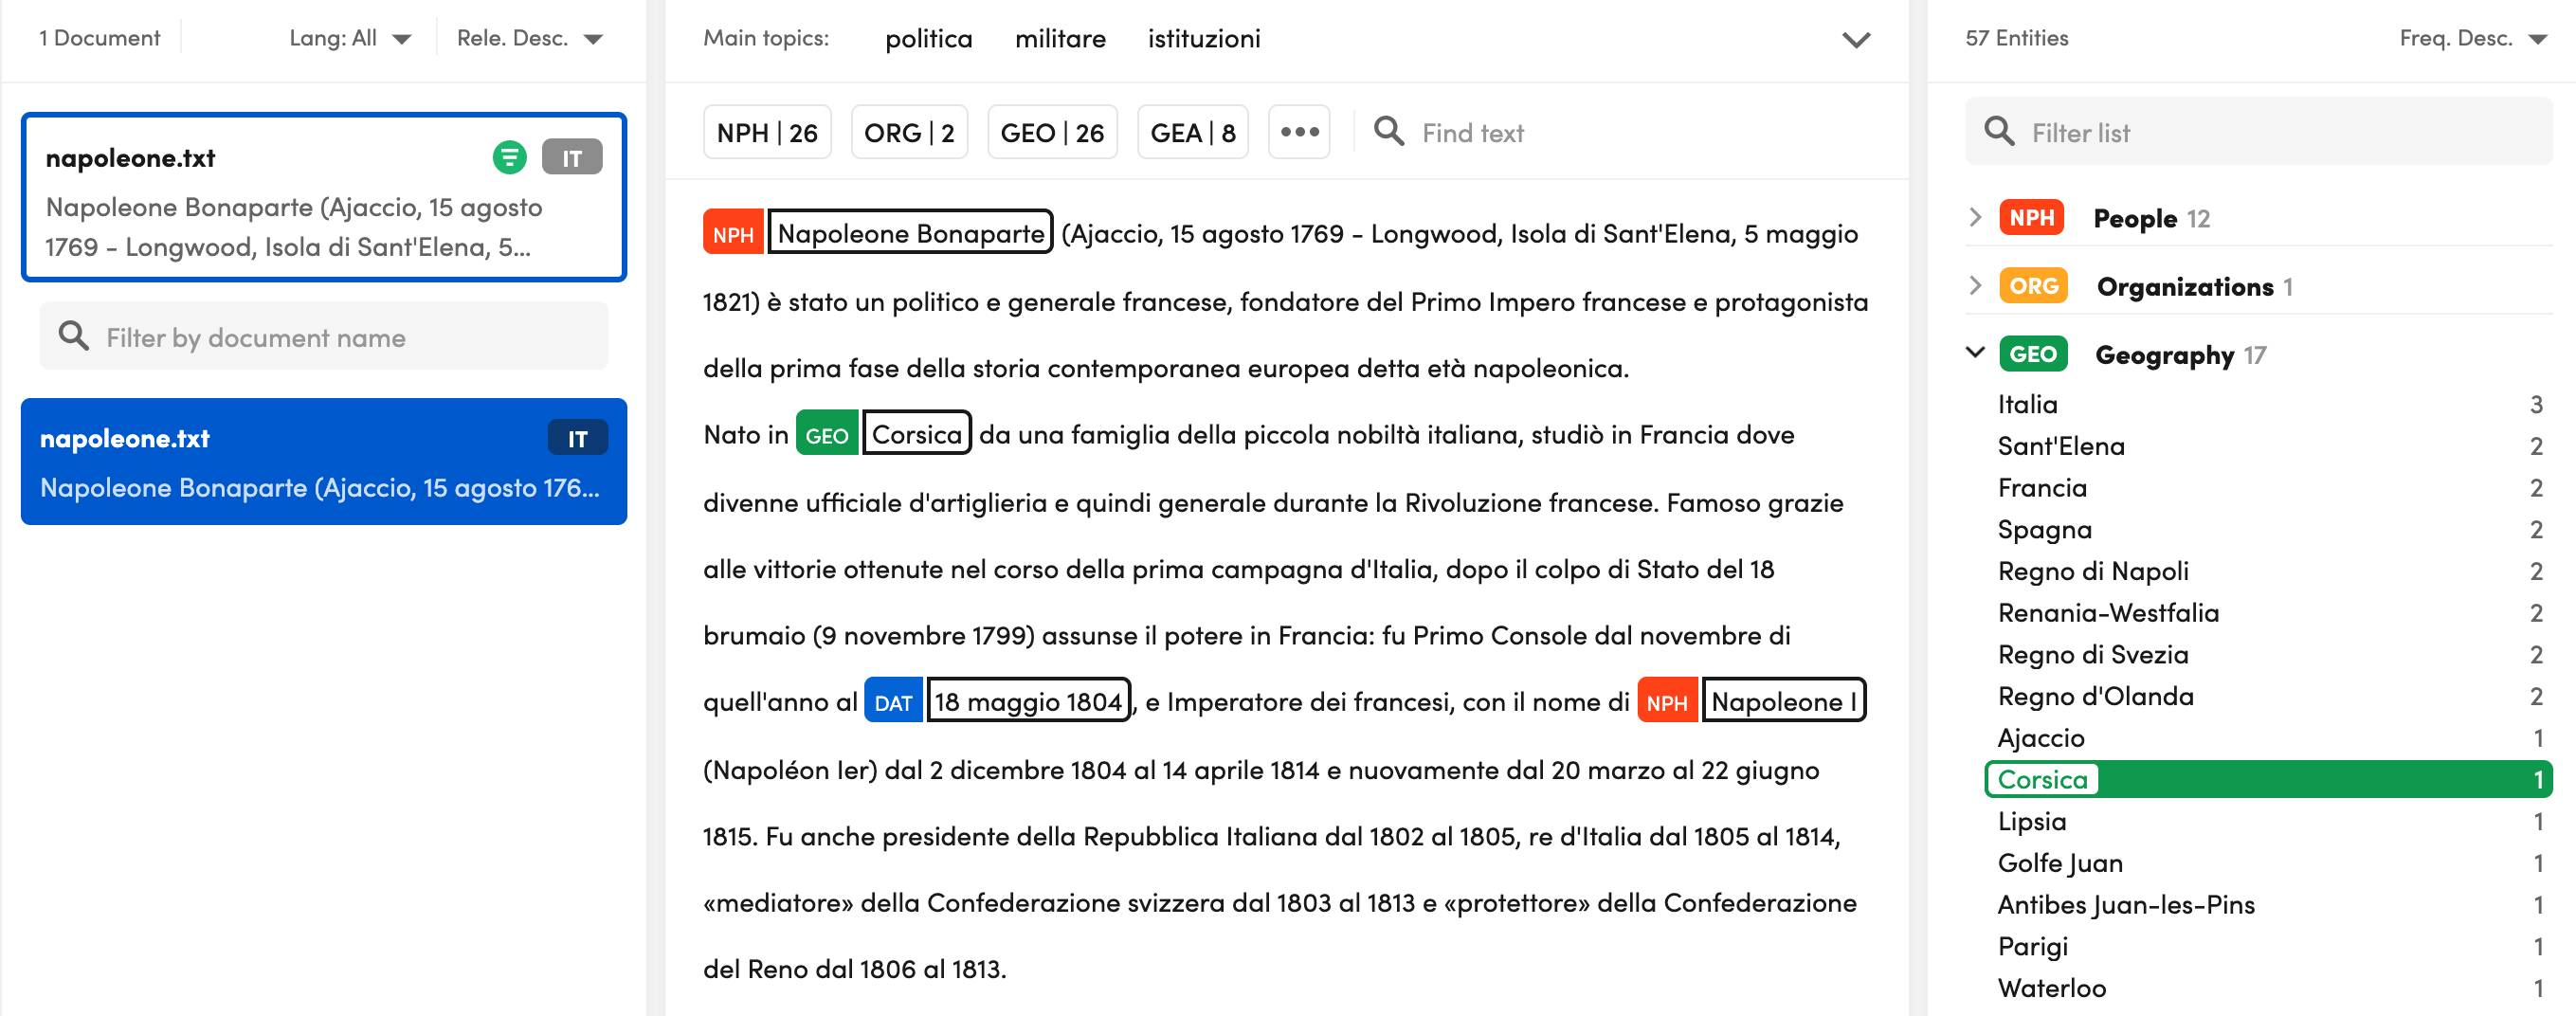 1 Document
Lang: All
Rele. Desc.
napoleone.txt
IT
Napoleone Bonaparte (Ajaccio, 15 agosto
1769 - Longwood, Isola di Sant'Elena, 5...
Filter by document name
napoleone.txt
IT
Napoleone Bonaparte (Ajaccio, 15 agosto 176...
Main topics: politica militare istituzioni
NPH | 26 ORG | 2 GEO | 26 GEA | 8 ••• Find text
NPH Napoleone Bonaparte (Ajaccio, 15 agosto 1769 - Longwood, Isola di Sant'Elena, 5 maggio
1821) è stato un politico e generale francese, fondatore del Primo Impero francese e protagonista
della prima fase della storia contemporanea europea detta età napoleonica.
Nato in GEO Corsica da una famiglia della piccola nobiltà italiana, studiò in Francia dove
divenne ufficiale d'artiglieria e quindi generale durante la Rivoluzione francese. Famoso grazie
alle vittorie ottenute nel corso della prima campagna d'Italia, dopo il colpo di Stato del 18
brumaio (9 novembre 1799) assunse il potere in Francia: fu Primo Console dal novembre di
quell'anno al DAT 18 maggio 1804, e Imperatore dei francesi, con il nome di NPH Napoleone I
(Napoléon Ier) dal 2 dicembre 1804 al 14 aprile 1814 e nuovamente dal 20 marzo al 22 giugno
1815. Fu anche presidente della Repubblica Italiana dal 1802 al 1805, re d'Italia dal 1805 al 1814,
«mediatore» della Confederazione svizzera dal 1803 al 1813 e «protettore» della Confederazione
del Reno dal 1806 al 1813.
57 Entities
Freq. Desc.
Filter list
NPH People 12
ORG Organizations 1
GEO Geography 17
Italia 3
Sant'Elena 2
Francia 2
Spagna 2
Regno di Napoli 2
Renania-Westfalia 2
Regno di Svezia 2
Regno d'Olanda 2
Ajaccio 1
Corsica 1
Lipsia 1
Golfe Juan 1
Antibes Juan-les-Pins 1
Parigi 1
Waterloo 1